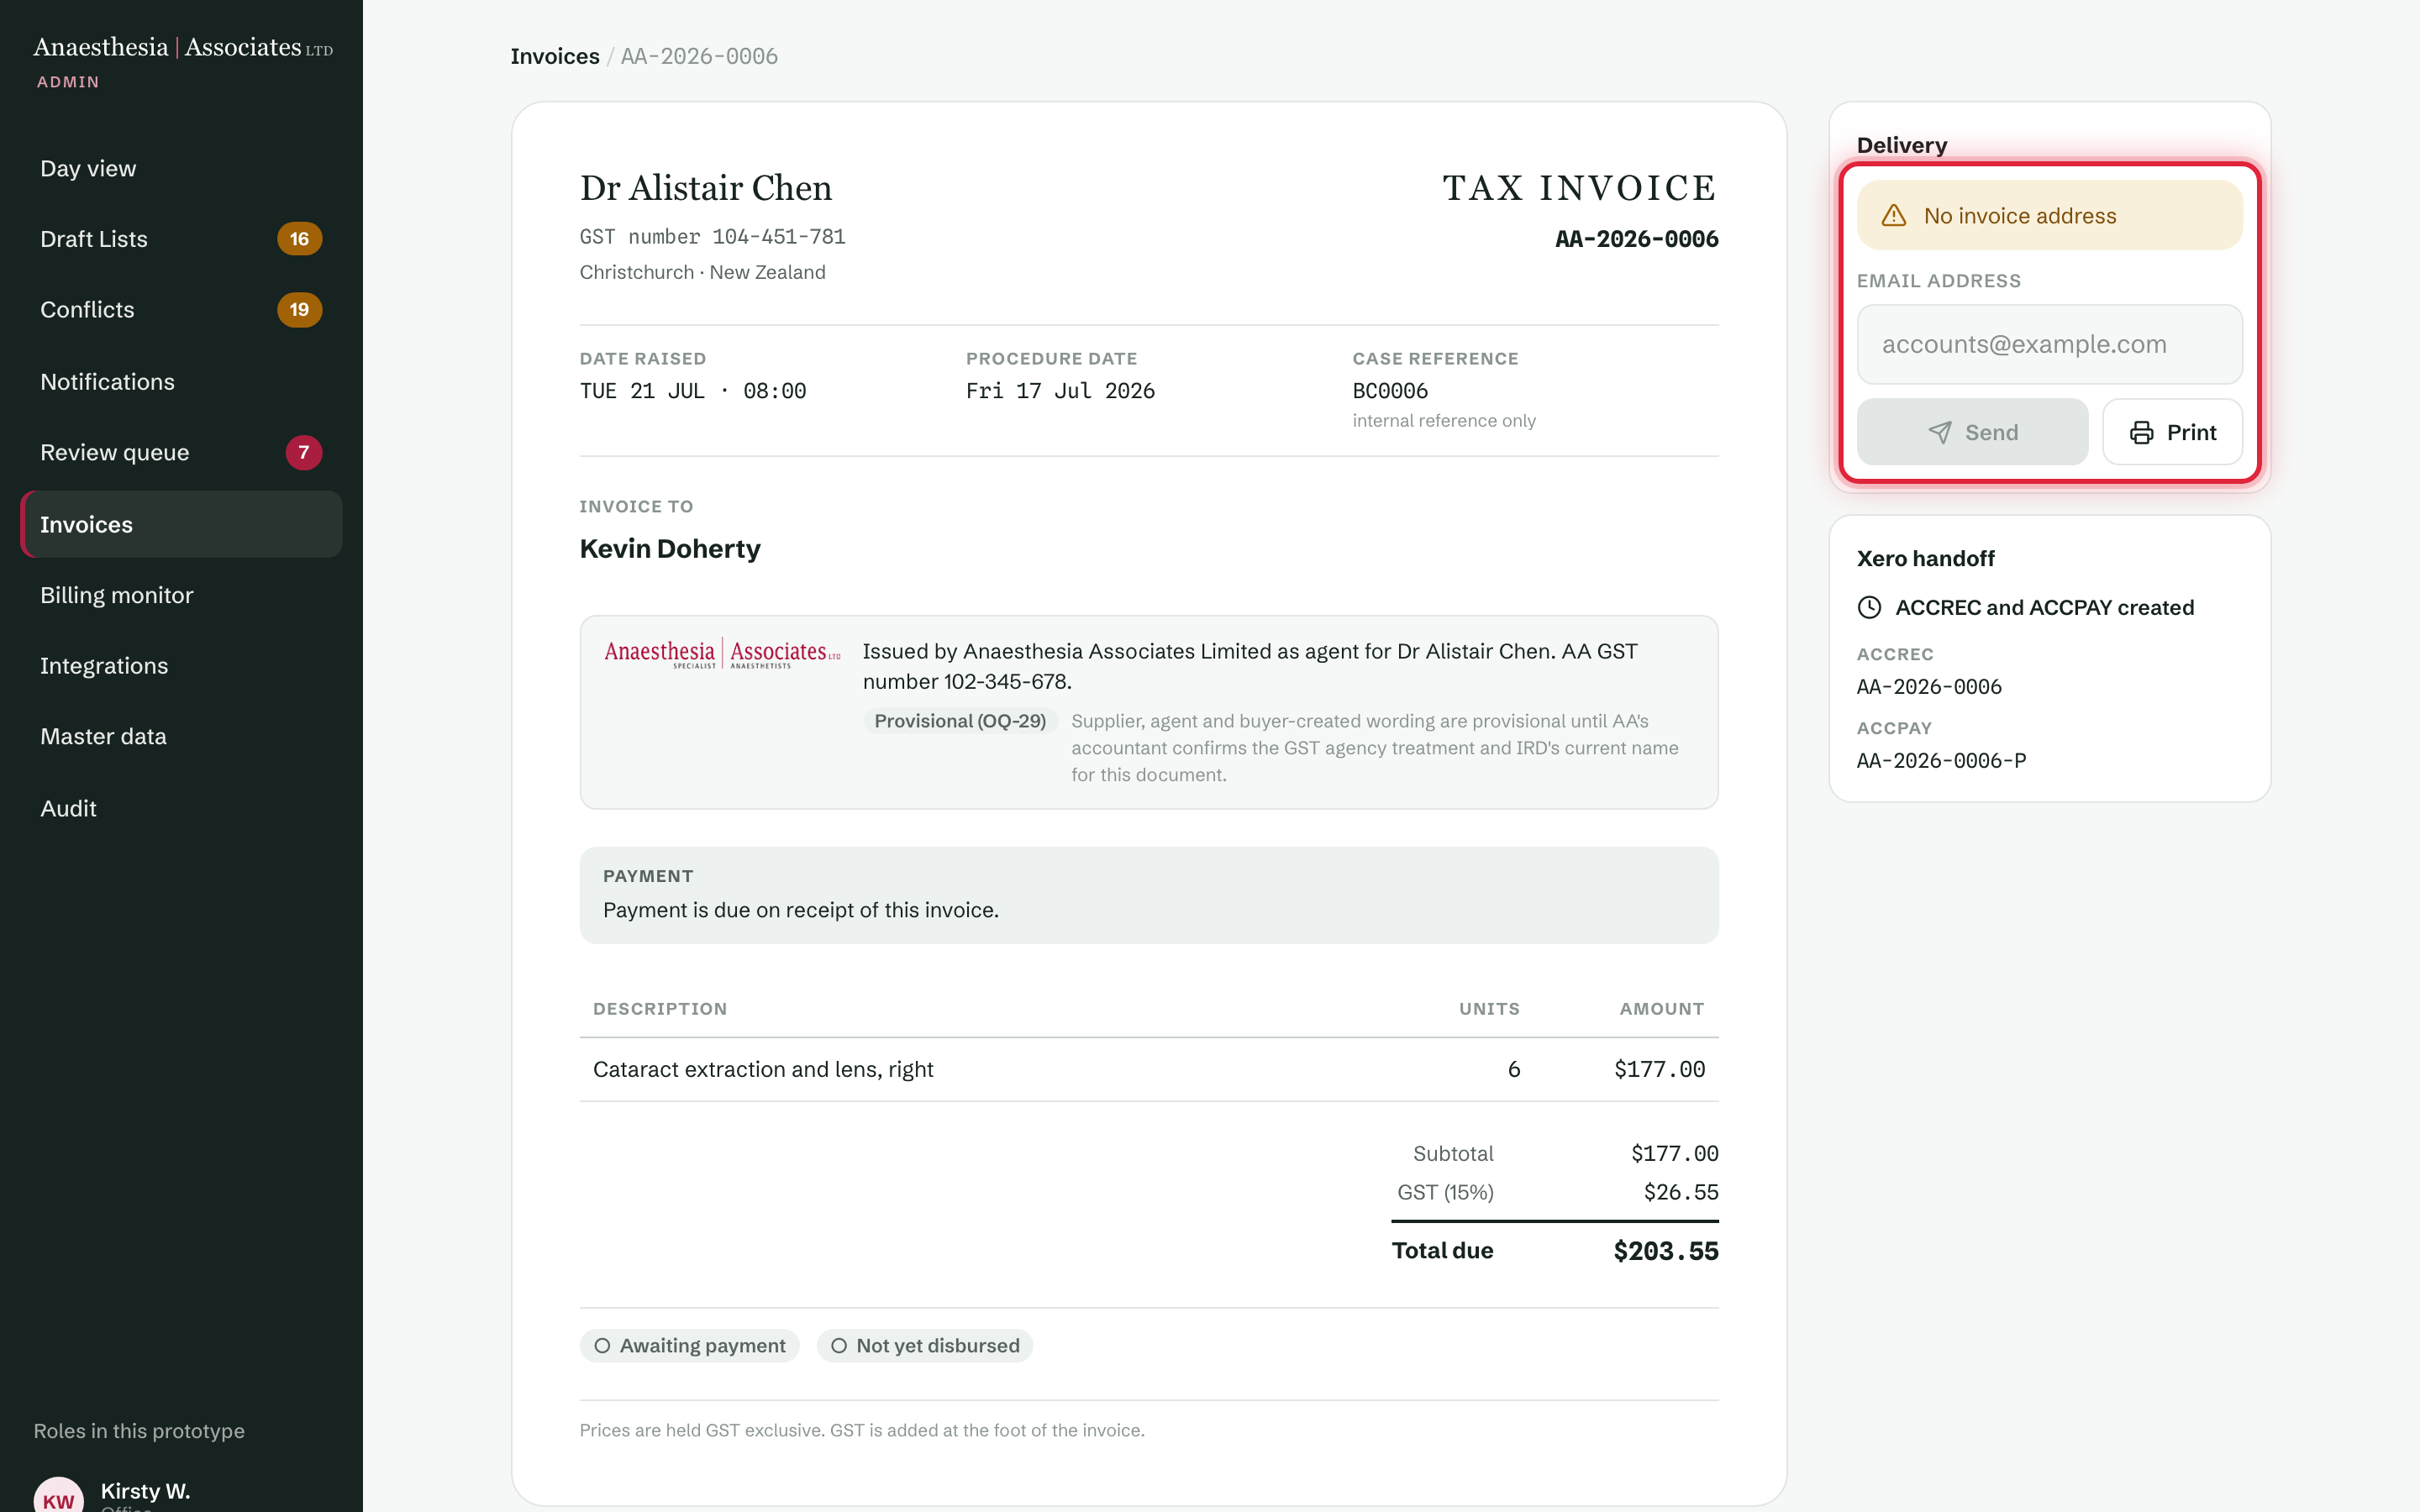 Anaesthesia | Associates LTD
ADMIN
Day view
Draft Lists 16
Conflicts 19
Notifications
Review queue 7
Invoices
Billing monitor
Integrations
Master data
Audit
Roles in this prototype
KW Kirsty W.
Invoices / AA-2026-0006
Dr Alistair Chen
GST number 104-451-781
Christchurch · New Zealand
TAX INVOICE
AA-2026-0006
DATE RAISED
TUE 21 JUL · 08:00
PROCEDURE DATE
Fri 17 Jul 2026
CASE REFERENCE
BC0006
internal reference only
INVOICE TO
Kevin Doherty
Anaesthesia | Associates LTD
SPECIALIST ANAESTHETISTS
Issued by Anaesthesia Associates Limited as agent for Dr Alistair Chen. AA GST
number 102-345-678.
Provisional (OQ-29)
Supplier, agent and buyer-created wording are provisional until AA's
accountant confirms the GST agency treatment and IRD's current name
for this document.
PAYMENT
Payment is due on receipt of this invoice.
DESCRIPTION UNITS AMOUNT
Cataract extraction and lens, right 6 $177.00
Subtotal $177.00
GST (15%) $26.55
Total due $203.55
Awaiting payment Not yet disbursed
Prices are held GST exclusive. GST is added at the foot of the invoice.
Delivery
No invoice address
EMAIL ADDRESS
accounts@example.com
Send Print
Xero handoff
ACCREC and ACCPAY created
ACCREC
AA-2026-0006
ACCPAY
AA-2026-0006-P